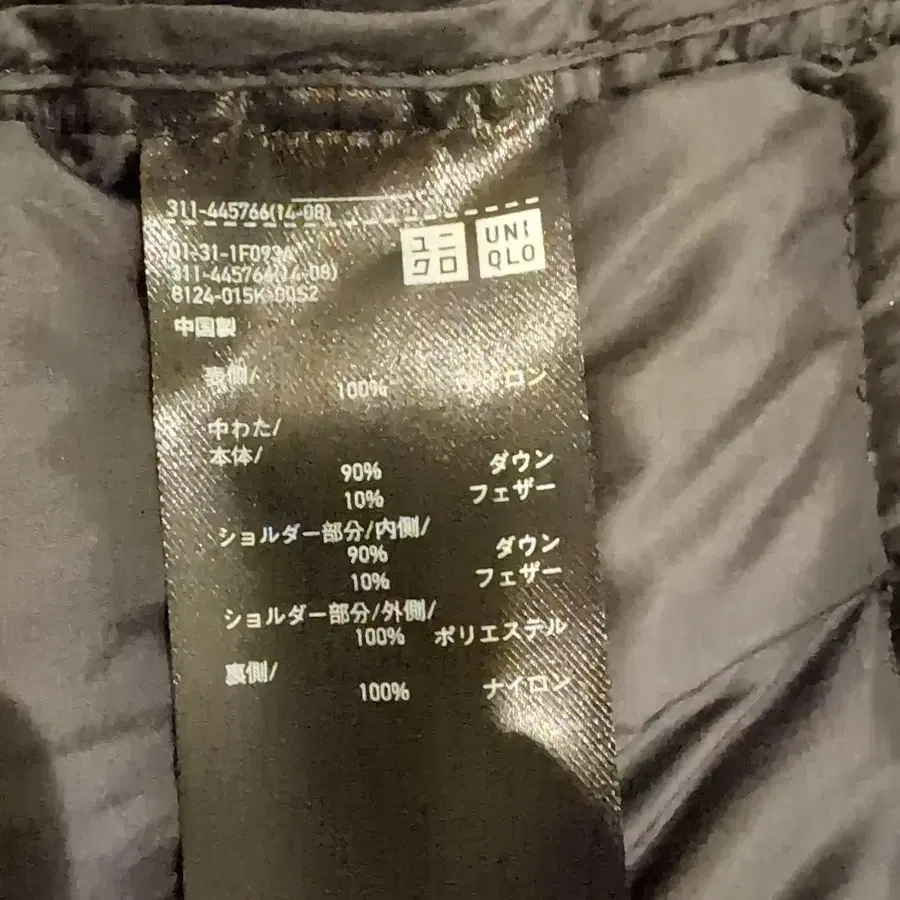 311-445766(14-08)
ユニクロ
UNIQLO
01-31-1F093A
311-445766(14-08)
8124-015K-00S2
中国製
表側/
100% ナイロン
中わた/
本体/
90% ダウン
10% フェザー
ショルダー部分/内側/
90% ダウン
10% フェザー
ショルダー部分/外側/
100% ポリエステル
裏側/
100% ナイロン